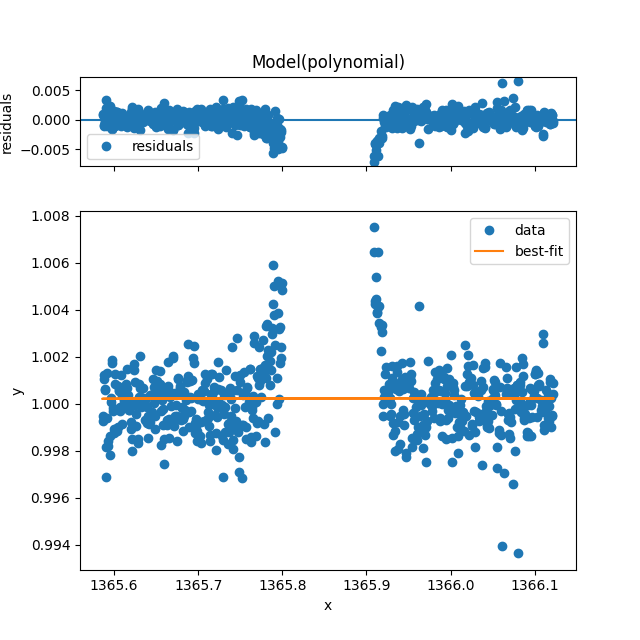 Model(polynomial)
0.005
0.000
−0.005
residuals
residuals
1.008
1.006
1.004
1.002
1.000
0.998
0.996
0.994
y
data
best-fit
1365.6 1365.7 1365.8 1365.9 1366.0 1366.1
x